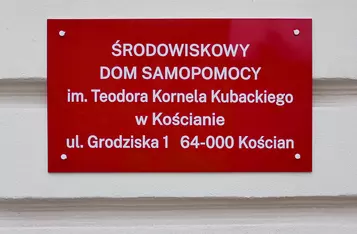 ŚRODOWISKOWY
DOM SAMOPOMOCY
im. Teodora Kornela Kubackiego
w Kościanie
ul. Grodziska 1 64-000 Kościan